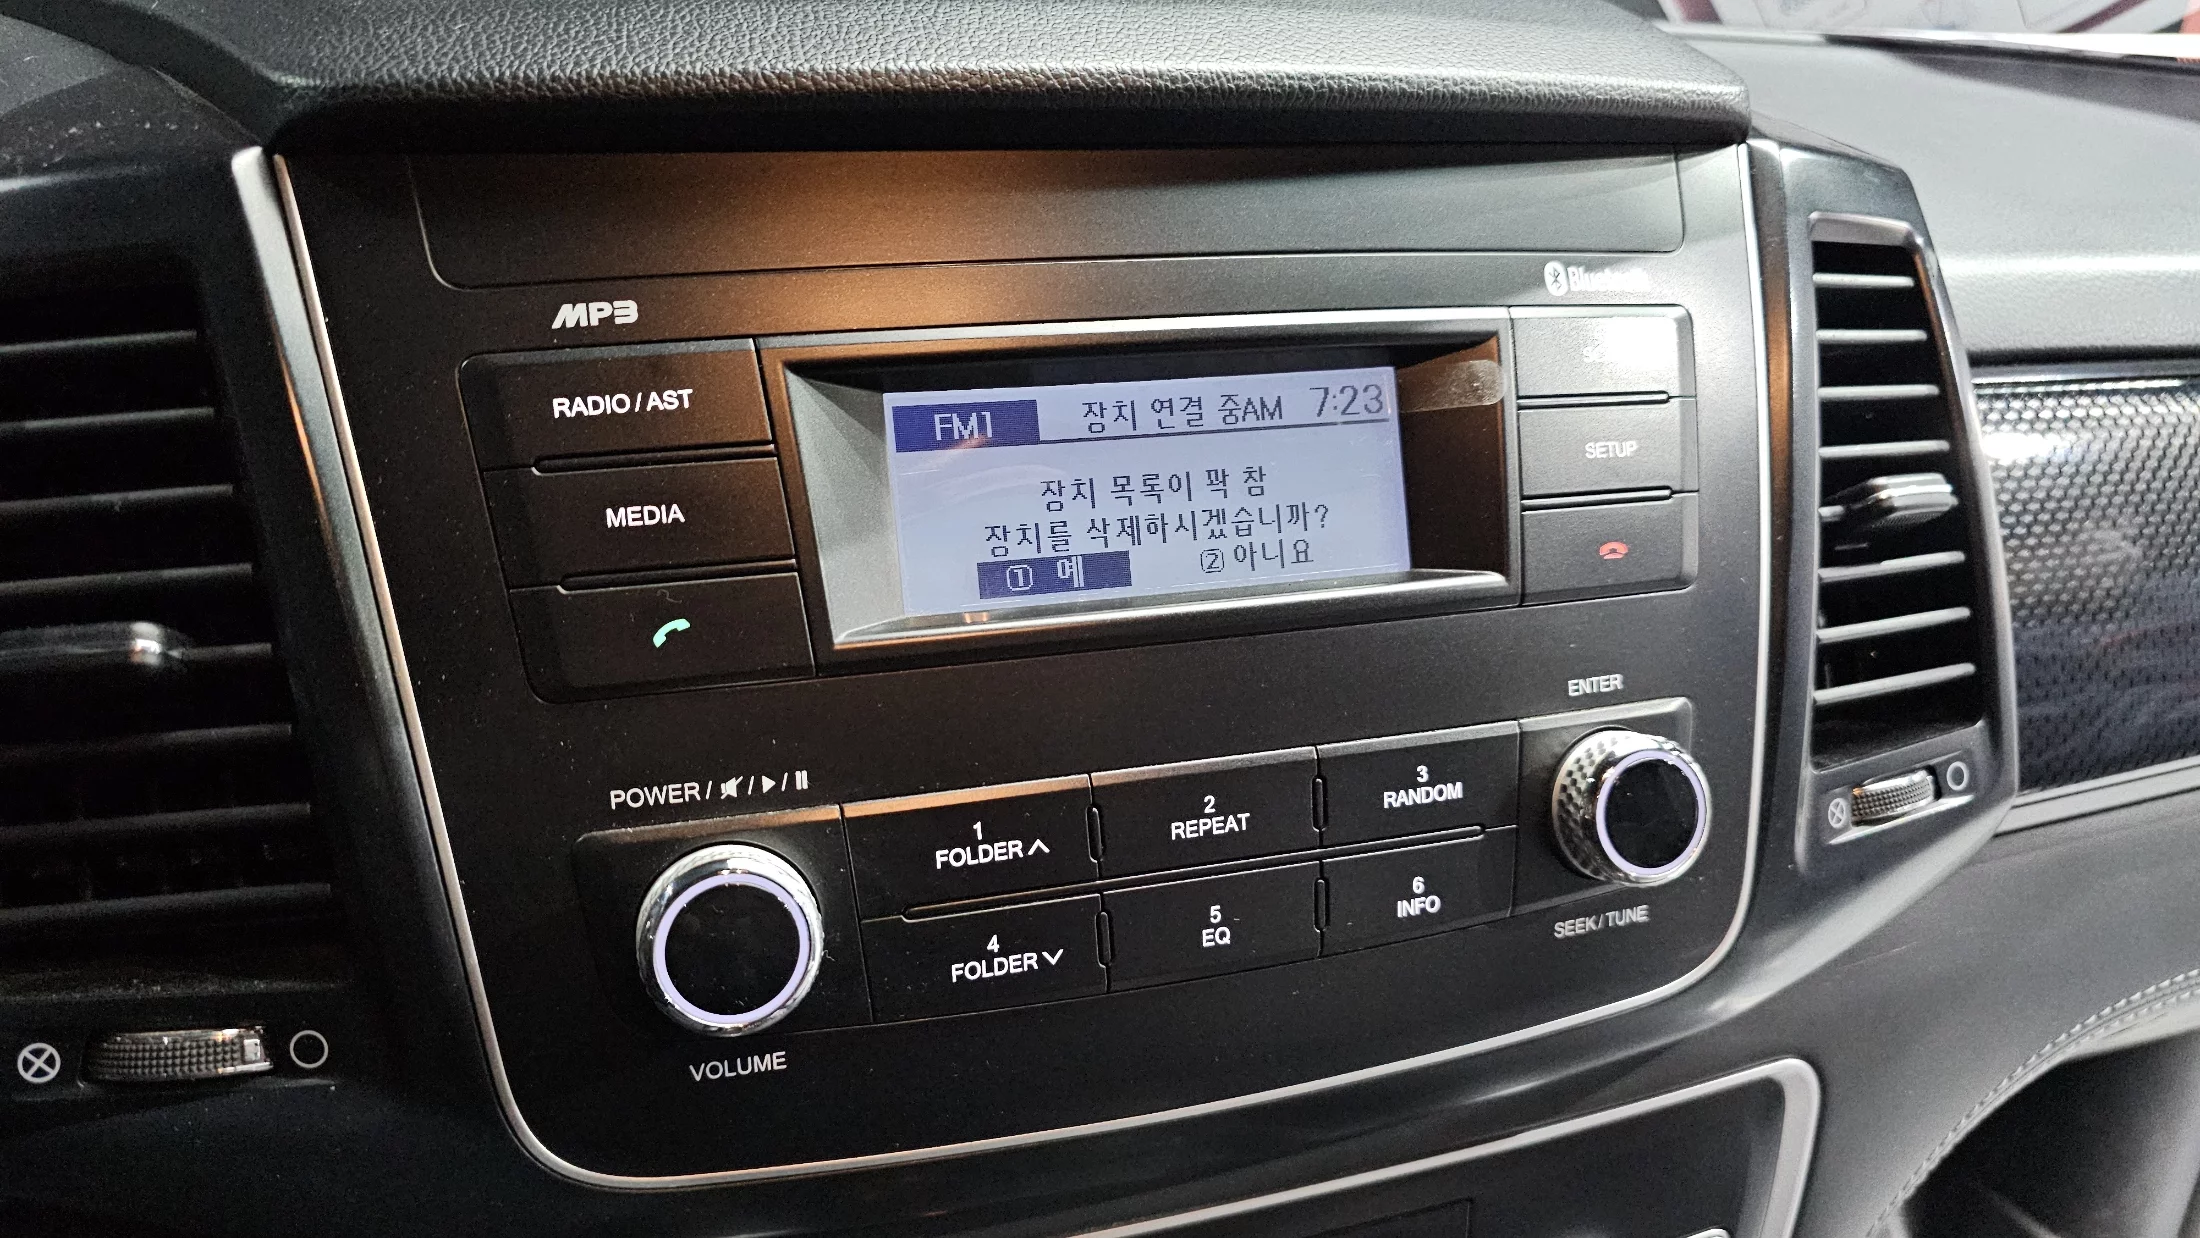 MP3
Bluetooth
RADIO / AST
MEDIA
FM1 장치 연결 중AM 7:23
장치 목록이 꽉 참
장치를 삭제하시겠습니까?
① 예 ② 아니요
SETUP
ENTER
POWER /
VOLUME
1
FOLDER
2
REPEAT
3
RANDOM
4
FOLDER
5
EQ
6
INFO
SEEK / TUNE